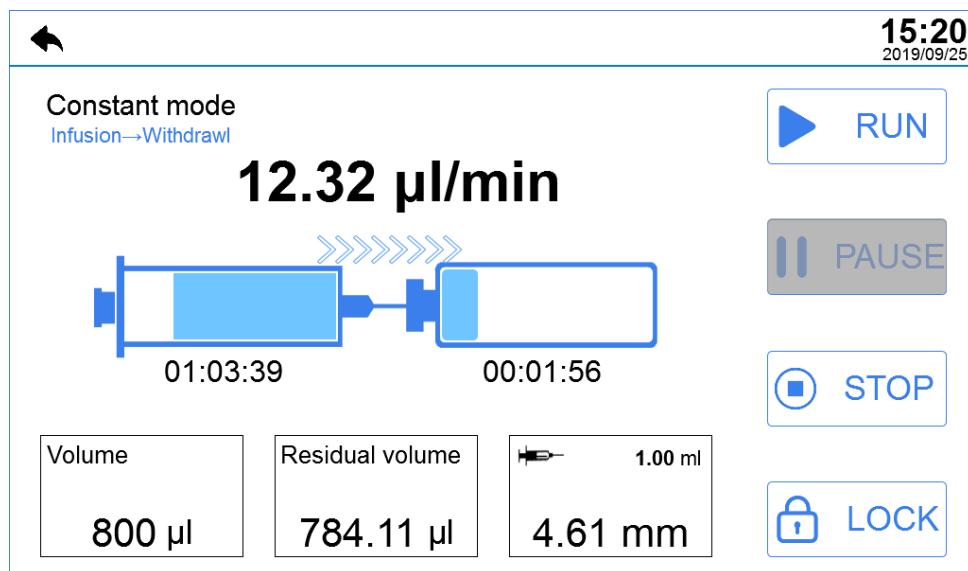 15:20
2019/09/25
Constant mode
Infusion→Withdrawl
12.32 µl/min
RUN
PAUSE
01:03:39
00:01:56
STOP
Volume
800 µl
Residual volume
784.11 µl
1.00 ml
4.61 mm
LOCK